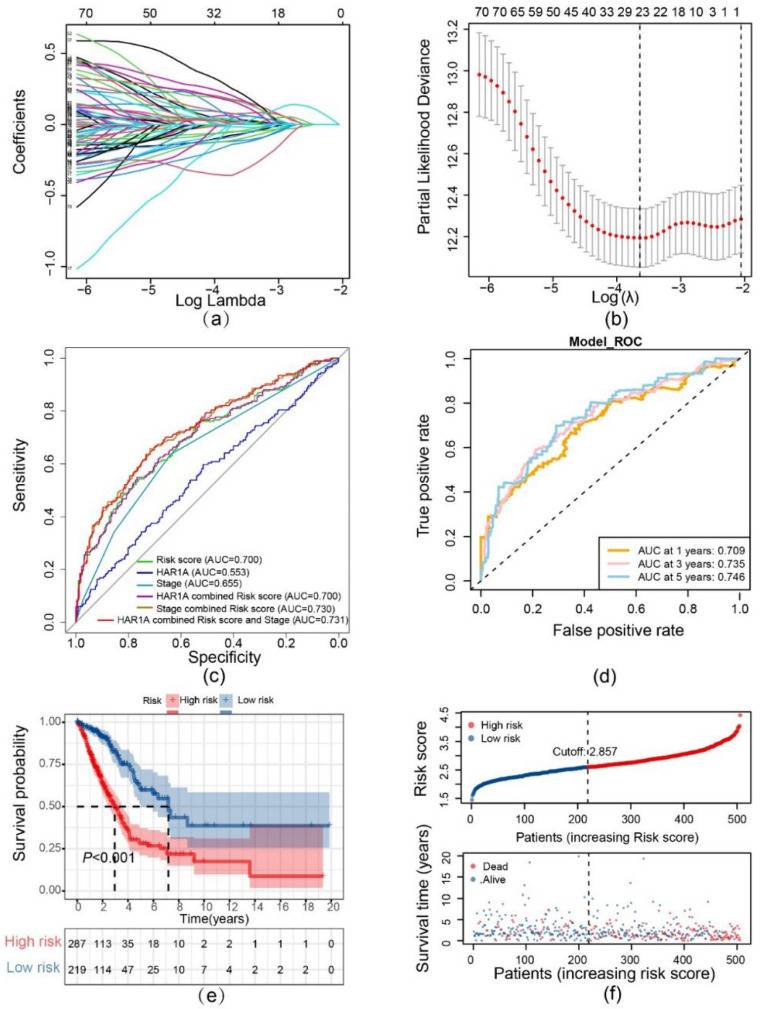 70 50 32 28 0
0.5
0.0
-0.5
-1.0
Coefficients
-6 -5 -4 -3 -2
Log Lambda
(a)
70 70 65 59 50 45 40 33 29 23 22 18 10 3 1 1
13.2
13.0
12.8
12.6
12.4
12.2
Partial Likelihood Deviance
-6 -5 -4 -3 -2
Log (λ)
(b)
1.0
0.8
0.6
0.4
0.2
0.0
Sensitivity
Risk score (AUC=0.700)
HAR1A (AUC=0.553)
Stage (AUC=0.655)
HAR1A combined Risk score (AUC=0.700)
Stage combined Risk score (AUC=0.730)
HAR1A combined Risk score and Stage (AUC=0.731)
1.0 0.8 0.6 0.4 0.2 0.0
Specificity
(c)
Model_ROC
1.0
0.8
0.6
0.4
0.2
0.0
True positive rate
AUC at 1 years: 0.709
AUC at 3 years: 0.735
AUC at 5 years: 0.746
0.0 0.2 0.4 0.6 0.8 1.0
False positive rate
(d)
Risk High risk Low risk
1.00
0.75
0.50
0.25
0.00
Survival probability
P<0.001
0 2 4 6 8 10 12 14 16 18 20
Time(years)
High risk 287 113 35 18 10 2 2 1 1 1 0
Low risk 219 114 47 25 10 7 4 2 2 2 0
(e)
4.5
3.5
2.5
1.5
Risk score
High risk
Low risk
Cutoff: 2.857
0 100 200 300 400 500
Patients (increasing Risk score)
20
15
10
5
0
Survival time (years)
Dead
.Alive
0 100 200 300 400 500
Patients (increasing risk score)
(f)